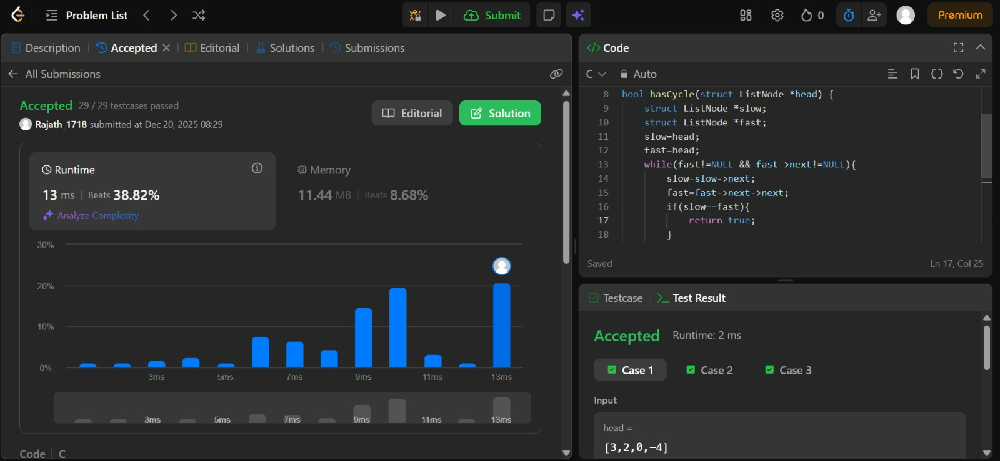 Problem List
Submit
0
Premium
Description
Accepted
Editorial
Solutions
Submissions
All Submissions
Accepted 29 / 29 testcases passed
Rajath_1718 submitted at Dec 20, 2025 08:29
Editorial
Solution
Runtime
13 ms | Beats 38.82%
Analyze Complexity
Memory
11.44 MB | Beats 8.68%
30%
20%
10%
0%
3ms 5ms 7ms 9ms 11ms 13ms
3ms 5ms 7ms 9ms 11ms 13ms
Code | C
</> Code
C Auto
8 bool hasCycle(struct ListNode *head) {
9 struct ListNode *slow;
10 struct ListNode *fast;
11 slow=head;
12 fast=head;
13 while(fast!=NULL && fast->next!=NULL){
14 slow=slow->next;
15 fast=fast->next->next;
16 if(slow==fast){
17 return true;
18 }
Saved
Ln 17, Col 25
Testcase
>_ Test Result
Accepted Runtime: 2 ms
Case 1 Case 2 Case 3
Input
head =
[3,2,0,-4]